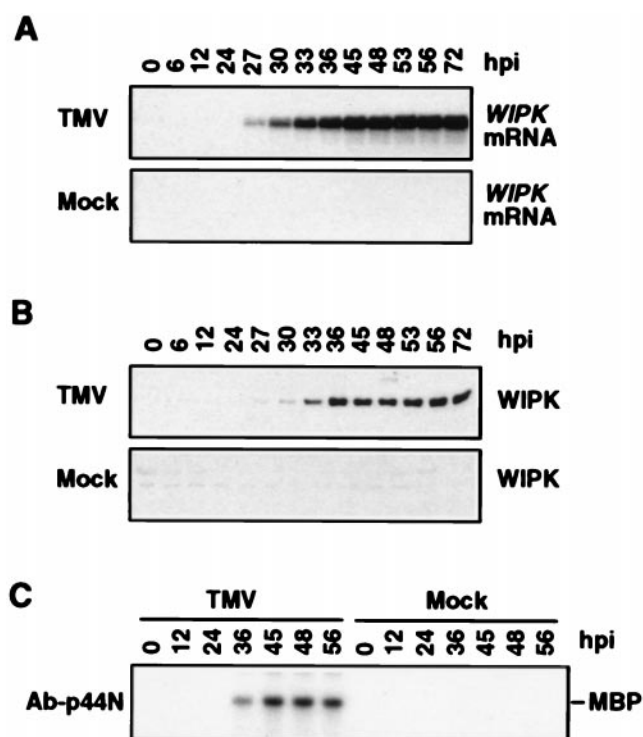 A
0 6 12 24 27 30 33 36 45 48 53 56 72 hpi
TMV
WIPK
mRNA
Mock
WIPK
mRNA
B
0 6 12 24 27 30 33 36 45 48 53 56 72 hpi
TMV
WIPK
Mock
WIPK
C
TMV Mock
0 12 24 36 45 48 56 0 12 24 36 45 48 56 hpi
Ab-p44N
–MBP